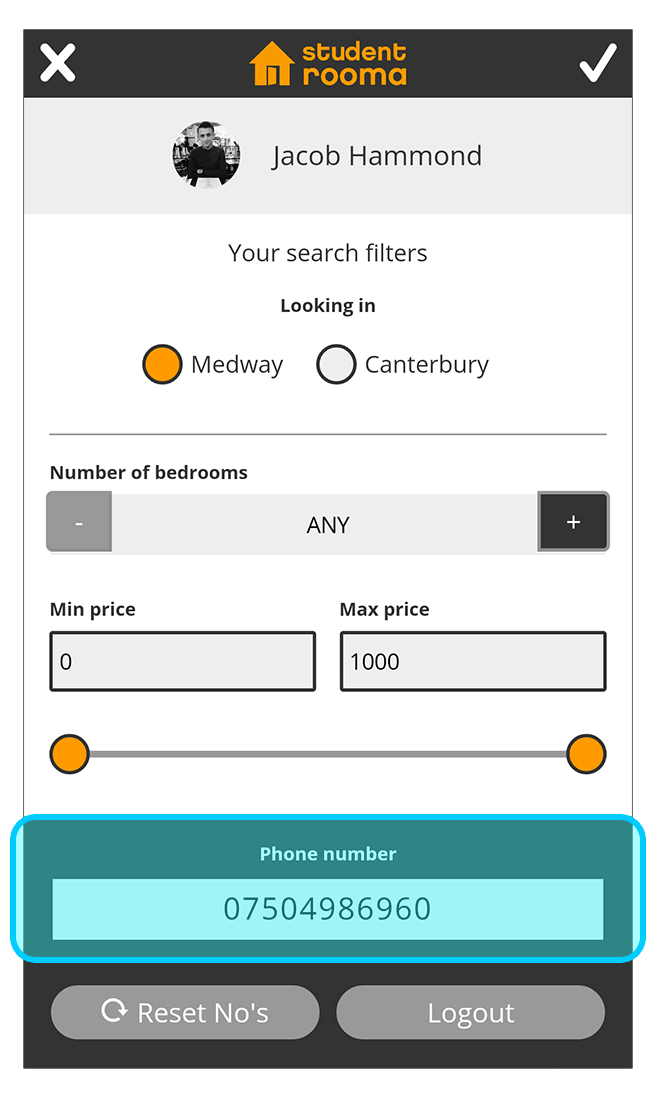 student
rooma
Jacob Hammond
Your search filters
Looking in
Medway Canterbury
Number of bedrooms
- ANY +
Min price Max price
0 1000
Phone number
07504986960
Reset No's Logout